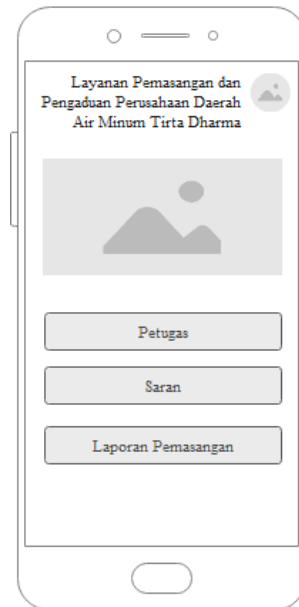 Layanan Pemasangan dan
Pengaduan Perusahaan Daerah
Air Minum Tirta Dharma
Petugas
Saran
Laporan Pemasangan